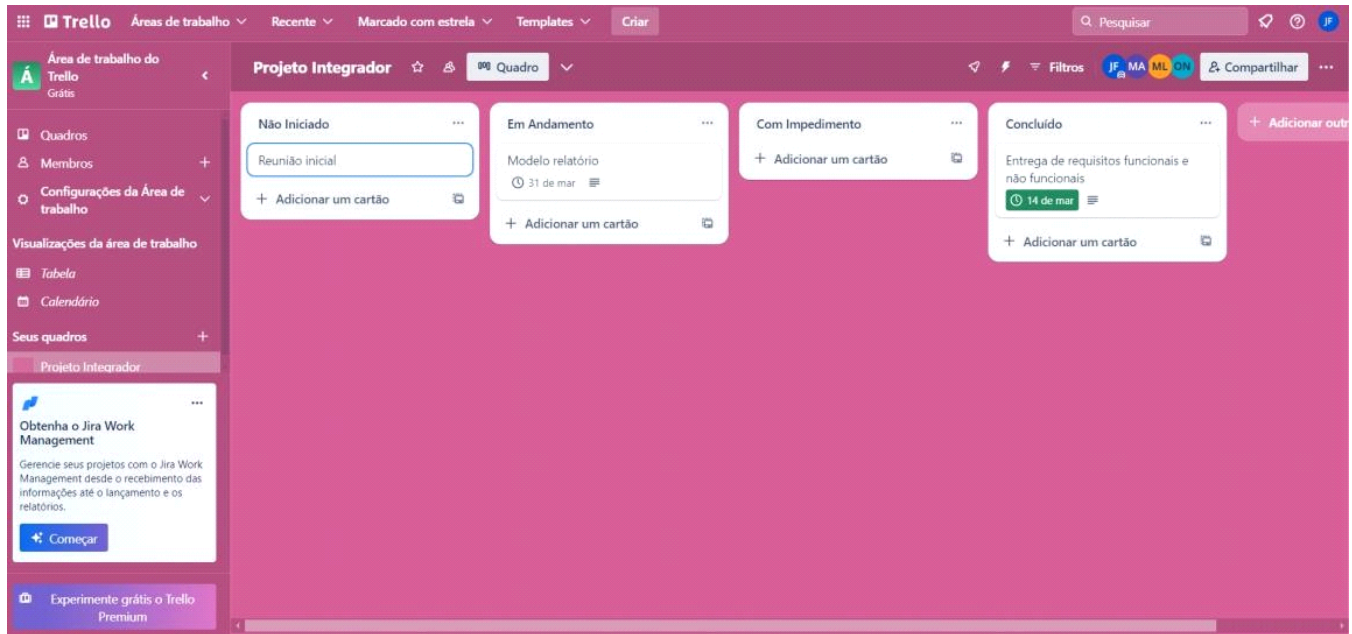 Trello Áreas de trabalho Recente Marcado com estrela Templates Criar Pesquisar JF
Á
Área de trabalho do
Trello
Grátis
Projeto Integrador Quadro Filtros JF MA ML ON Compartilhar
Quadros
Membros
Configurações da Área de
trabalho
Visualizações da área de trabalho
Tabela
Calendário
Seus quadros
Projeto Integrador
Obtenha o Jira Work
Management
Gerencie seus projetos com o Jira Work
Management desde o recebimento das
informações até o lançamento e os
relatórios.
Começar
Experimente grátis o Trello
Premium
Não Iniciado
Reunião inicial
+ Adicionar um cartão
Em Andamento
Modelo relatório
31 de mar
+ Adicionar um cartão
Com Impedimento
+ Adicionar um cartão
Concluído
Entrega de requisitos funcionais e
não funcionais
14 de mar
+ Adicionar um cartão
+ Adicionar outr